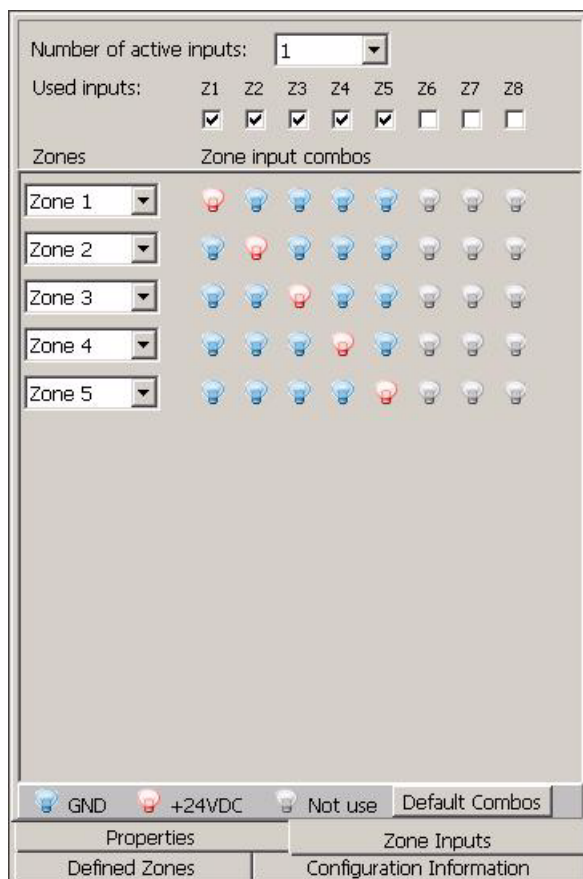 Number of active inputs: 1
Used inputs: Z1 Z2 Z3 Z4 Z5 Z6 Z7 Z8
Zones Zone input combos
Zone 1
Zone 2
Zone 3
Zone 4
Zone 5
GND +24VDC Not use Default Combos
Properties Zone Inputs
Defined Zones Configuration Information